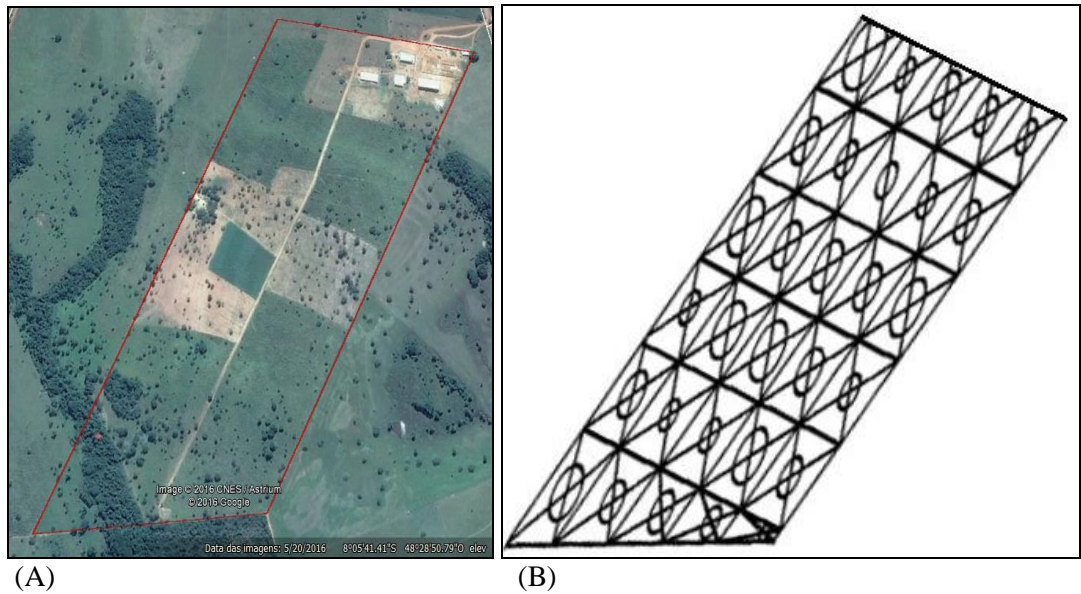 Image © 2016 CNES / Astrium
© 2016 Google
Data das imagens: 5/20/2016 8°05'41.41"S 48°28'50.79"O elev
(A)
(B)